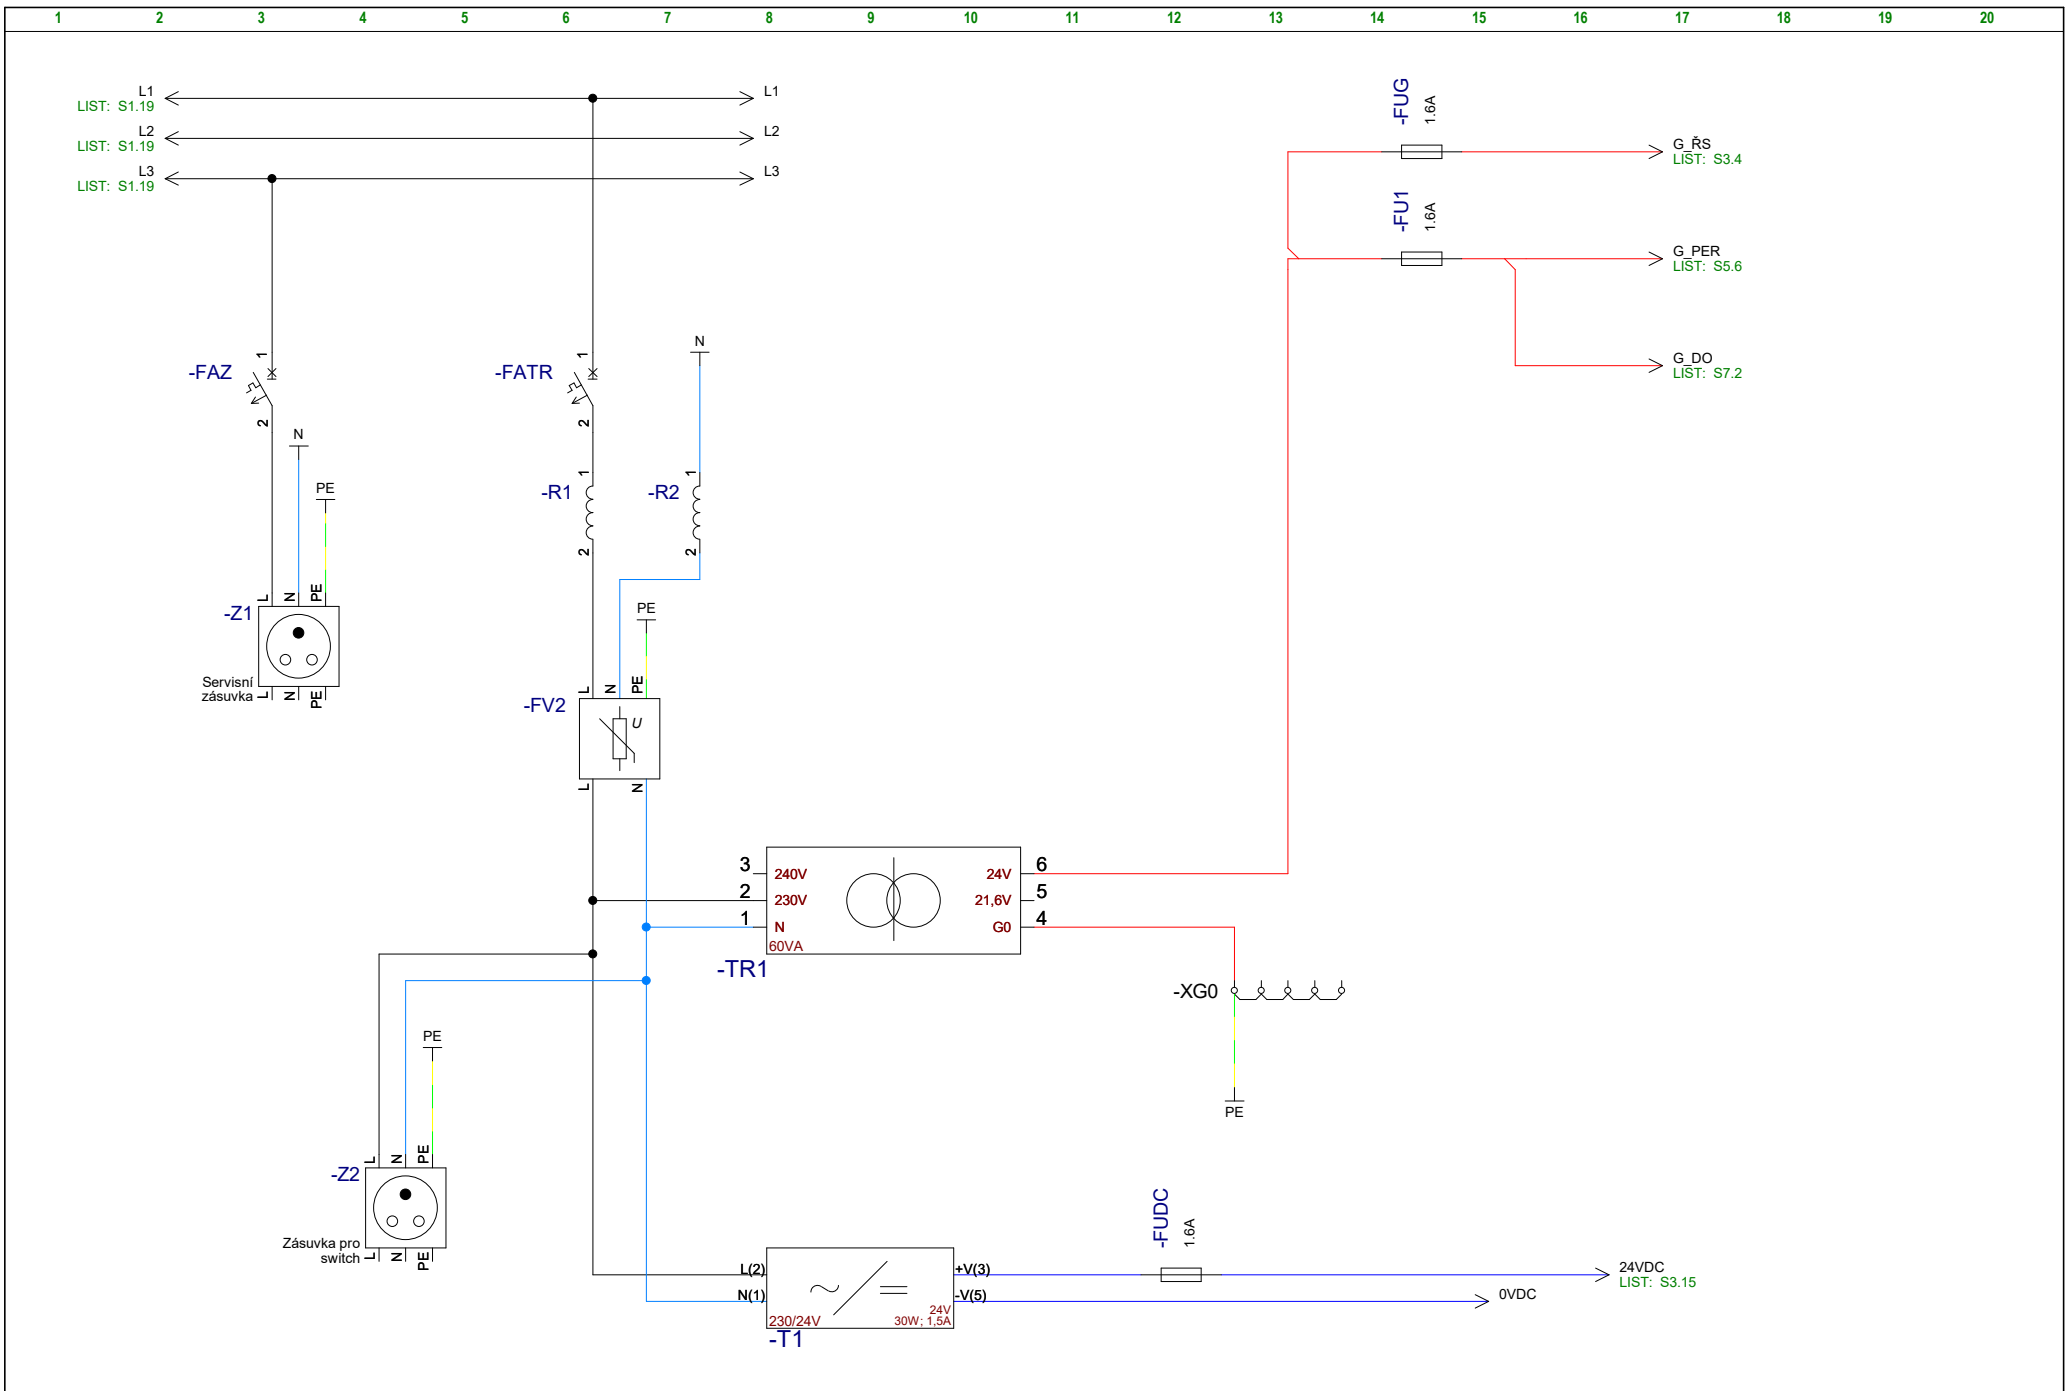 1 2 3 4 5 6 7 8 9 10 11 12 13 14 15 16 17 18 19 20
L1
LIST: S1.19
L1
L2
LIST: S1.19
L2
L3
LIST: S1.19
L3
-FUG
1.6A
G_ŘS
LIST: S3.4
-FU1
1.6A
G_PER
LIST: S5.6
G_DO
LIST: S7.2
-FAZ
1
2
N
PE
-FATR
1
2
N
-R1
1
2
-R2
1
2
L
N
PE
-Z1
Servisní
zásuvka
L
N
PE
PE
L
N
PE
-FV2
U
L
N
3
240V
2
230V
1
N
60VA
24V
6
21,6V
5
G0
4
-TR1
-XG0
PE
PE
L
N
PE
-Z2
Zásuvka pro
switch
L
N
PE
L(2)
N(1)
230/24V
24V
30W; 1,5A
+V(3)
-V(5)
-T1
-FUDC
1.6A
24VDC
LIST: S3.15
0VDC